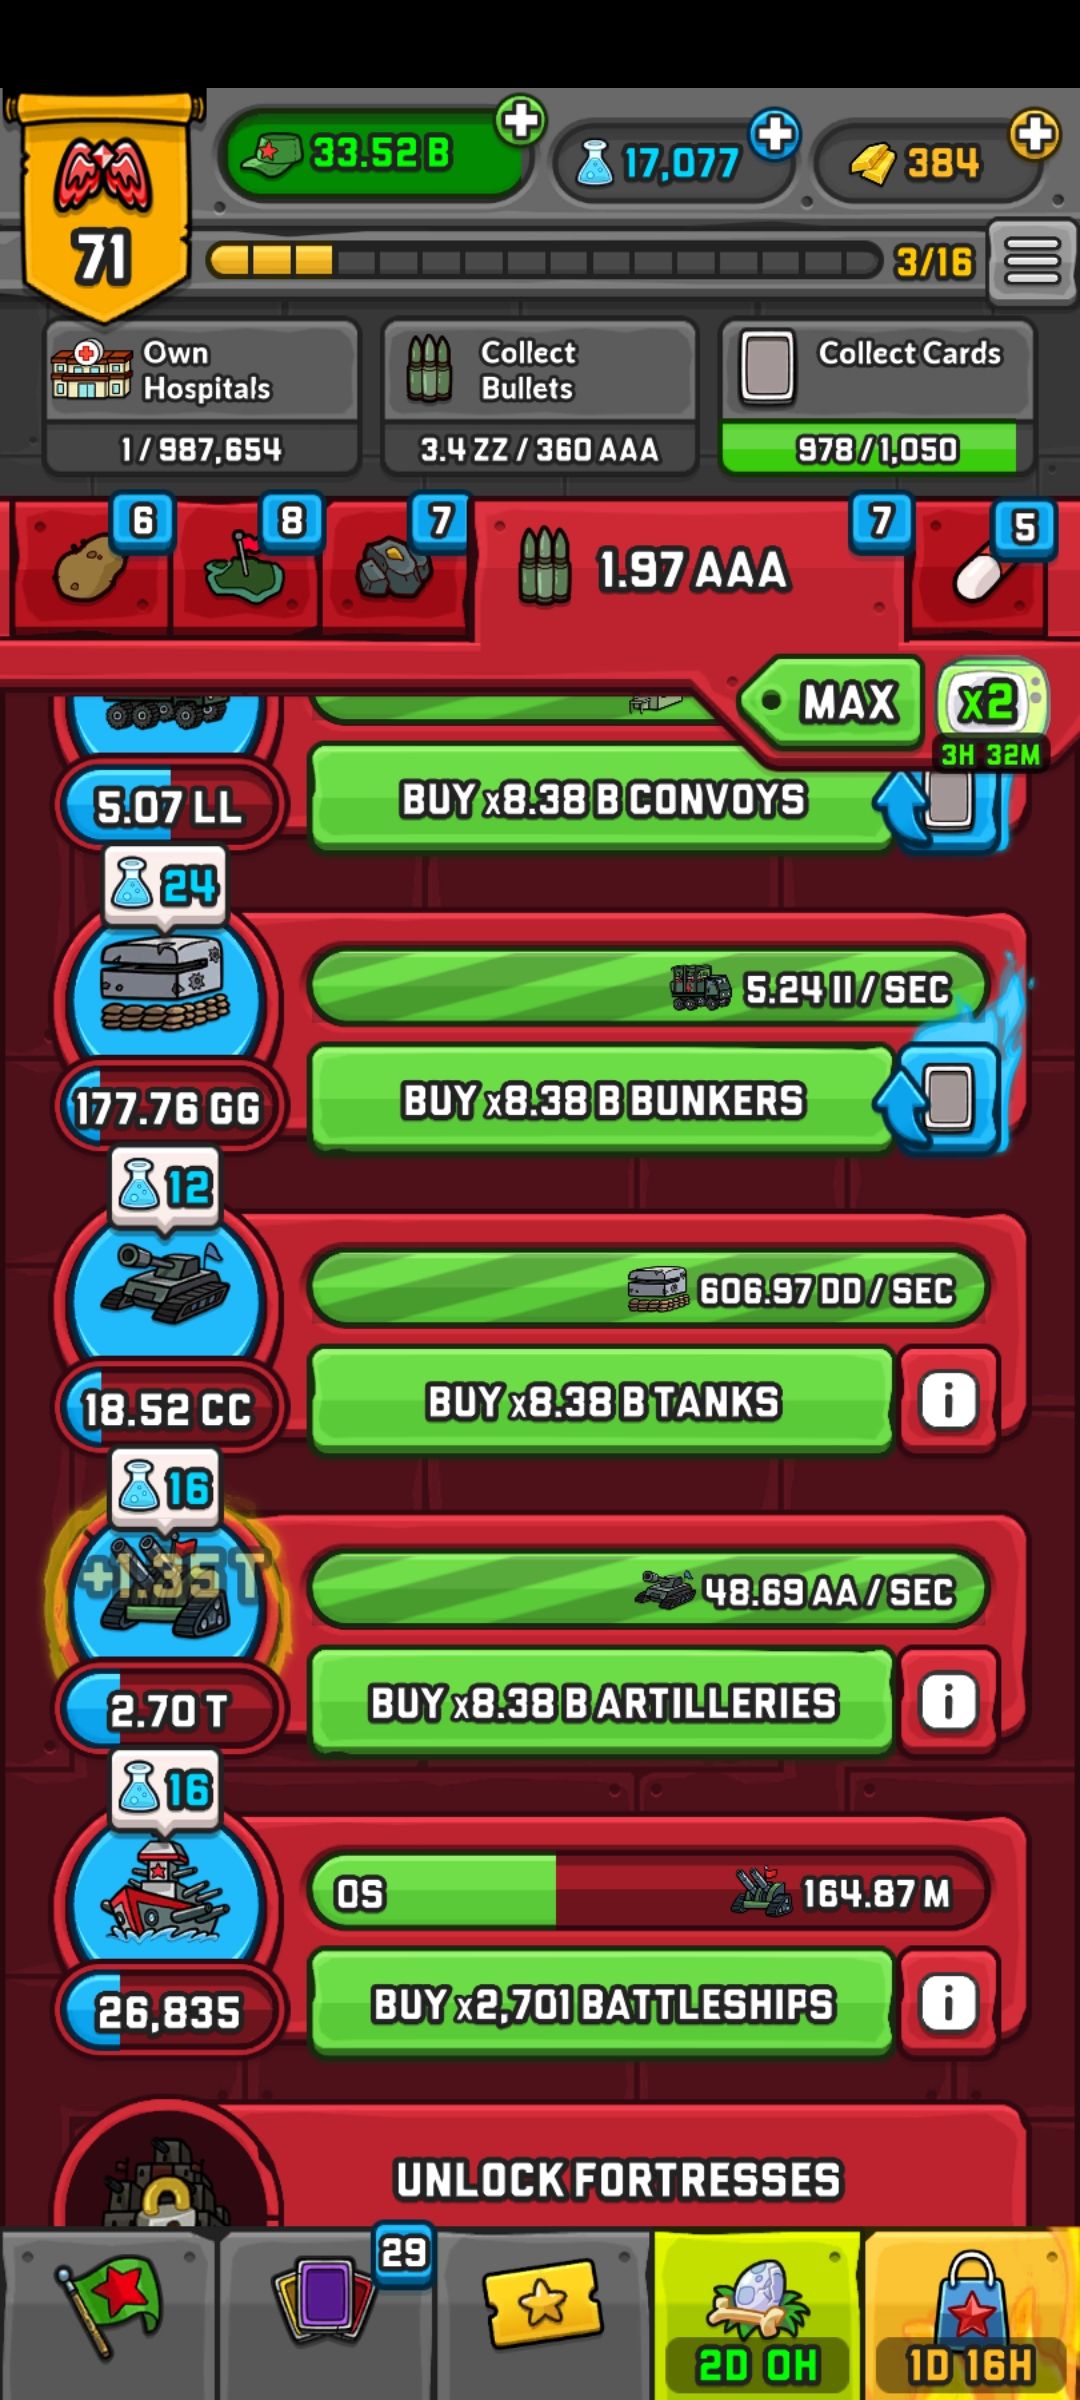 33.52 B
17,077
384
71
3/16
Own
Hospitals
1/987,654
Collect
Bullets
3.4 ZZ/360 AAA
Collect Cards
978/1,050
6
8
7
1.97 AAA
7
5
MAX
x2
3H 32M
5.07 LL
BUY x8.38 B CONVOYS
24
5.24 II/SEC
177.76 GG
BUY x8.38 B BUNKERS
12
606.97 DD/SEC
18.52 CC
BUY x8.38 B TANKS
16
+1.35 T
48.69 AA/SEC
2.70 T
BUY x8.38 B ARTILLERIES
16
0S
164.87 M
26,835
BUY x2,701 BATTLESHIPS
UNLOCK FORTRESSES
29
2D 0H
1D 16H